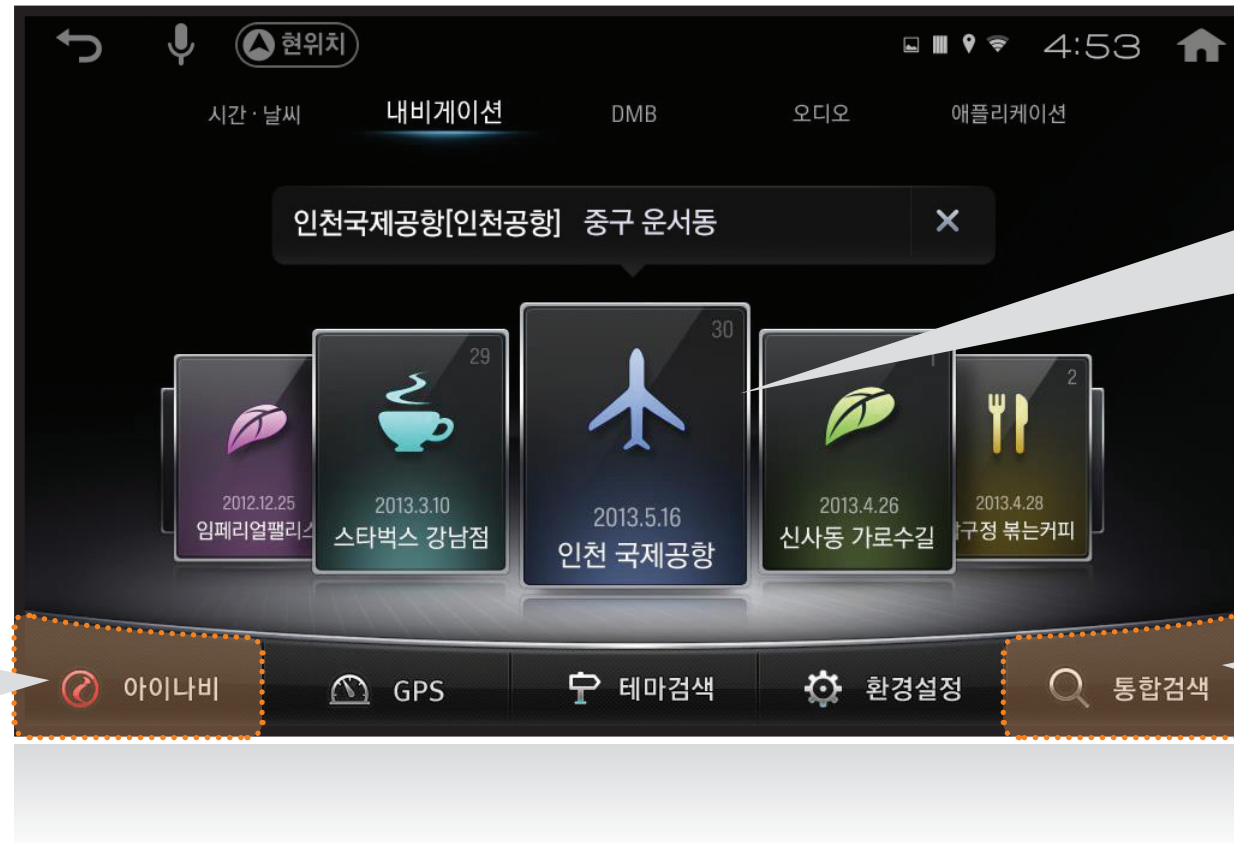 현위치 4:53
시간 · 날씨 내비게이션 DMB 오디오 애플리케이션
인천국제공항[인천공항] 중구 운서동
29 30 2
2012.12.25 2013.3.10 2013.5.16 2013.4.26 2013.4.28
임페리얼팰리스 스타벅스 강남점 인천 국제공항 신사동 가로수길 구정 볶는커피
아이나비 GPS 테마검색 환경설정 통합검색